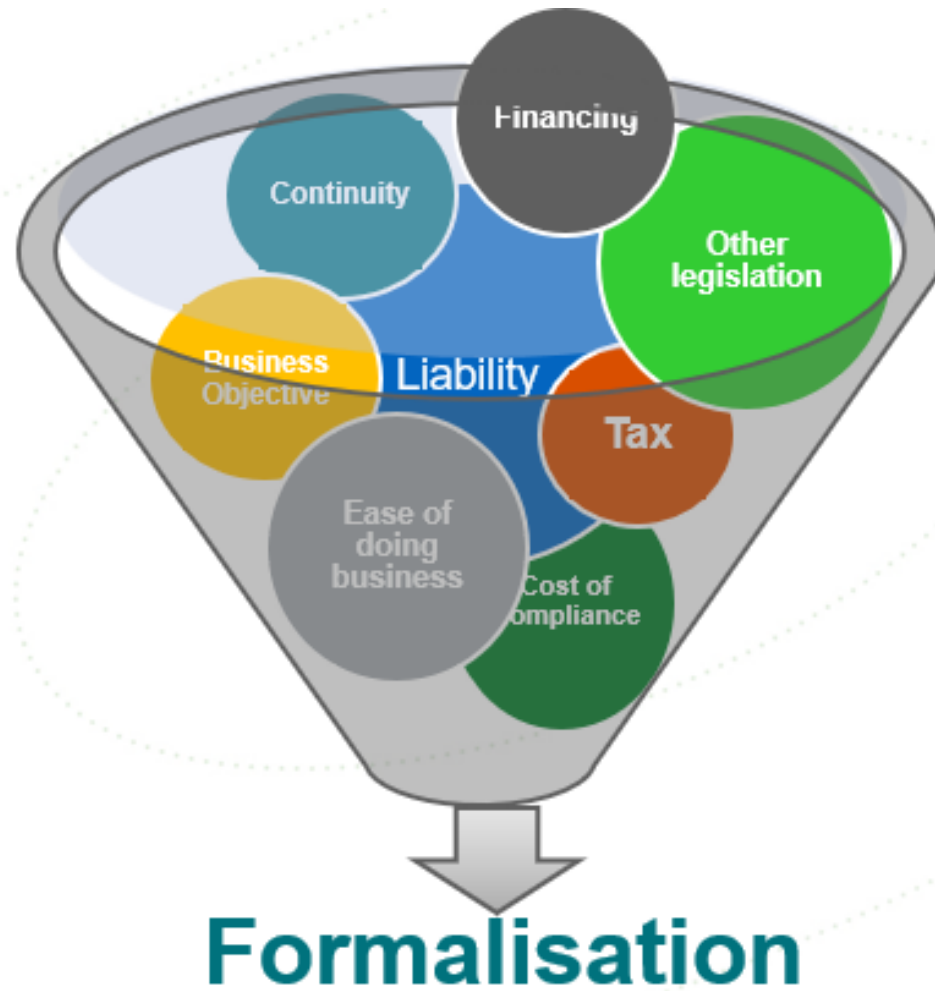 Financing
Continuity
Other
legislation
Business
Objective
Liability
Tax
Ease of
doing
business
Cost of
ompliance
Formalisation